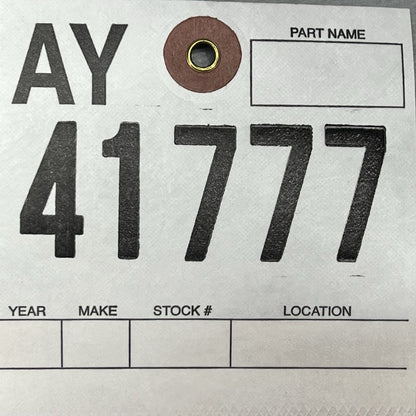 AY
PART NAME
41777
YEAR MAKE STOCK # LOCATION